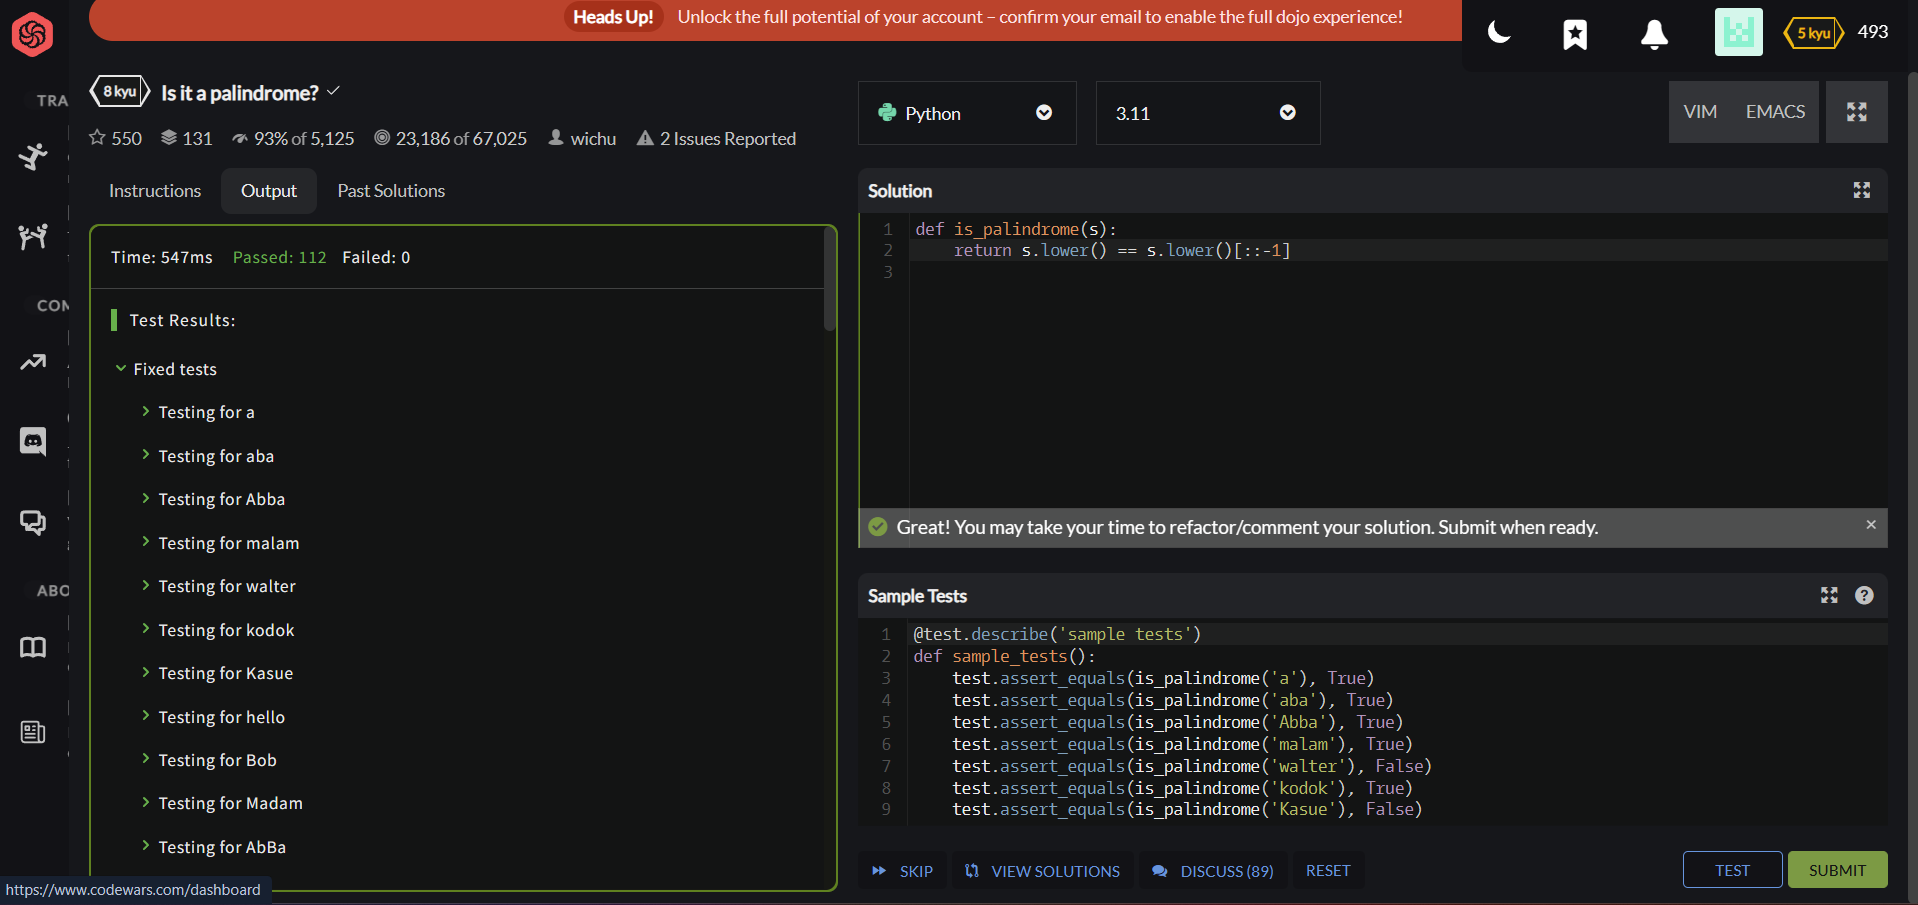 Heads Up! Unlock the full potential of your account – confirm your email to enable the full dojo experience!
5 kyu 493
8 kyu Is it a palindrome?
550 131 93% of 5,125 23,186 of 67,025 wichu 2 Issues Reported
Python
3.11
VIM EMACS
Instructions Output Past Solutions
Time: 547ms Passed: 112 Failed: 0
Test Results:
Fixed tests
Testing for a
Testing for aba
Testing for Abba
Testing for malam
Testing for walter
Testing for kodok
Testing for Kasue
Testing for hello
Testing for Bob
Testing for Madam
Testing for AbBa
Solution
1 def is_palindrome(s):
2 return s.lower() == s.lower()[::-1]
3
Great! You may take your time to refactor/comment your solution. Submit when ready.
Sample Tests
1 @test.describe('sample tests')
2 def sample_tests():
3 test.assert_equals(is_palindrome('a'), True)
4 test.assert_equals(is_palindrome('aba'), True)
5 test.assert_equals(is_palindrome('Abba'), True)
6 test.assert_equals(is_palindrome('malam'), True)
7 test.assert_equals(is_palindrome('walter'), False)
8 test.assert_equals(is_palindrome('kodok'), True)
9 test.assert_equals(is_palindrome('Kasue'), False)
SKIP VIEW SOLUTIONS DISCUSS (89) RESET
TEST SUBMIT
TRA
COM
ABO
https://www.codewars.com/dashboard